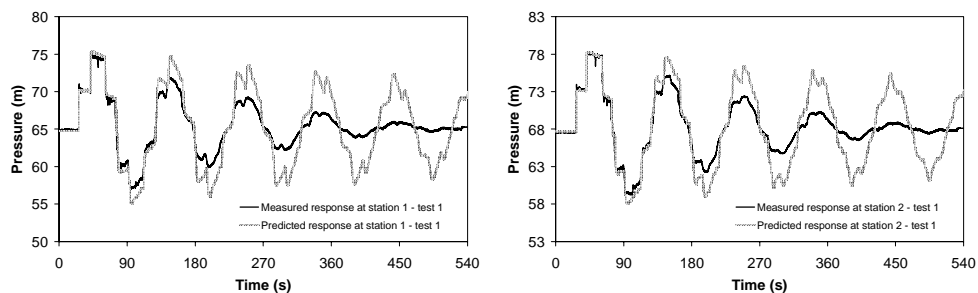 80
75
70
65
60
55
50
Pressure (m)
0 90 180 270 360 450 540
Time (s)
Measured response at station 1 - test 1
Predicted response at station 1 - test 1
83
78
73
68
63
58
53
Pressure (m)
0 90 180 270 360 450 540
Time (s)
Measured response at station 2 - test 1
Predicted response at station 2 - test 1